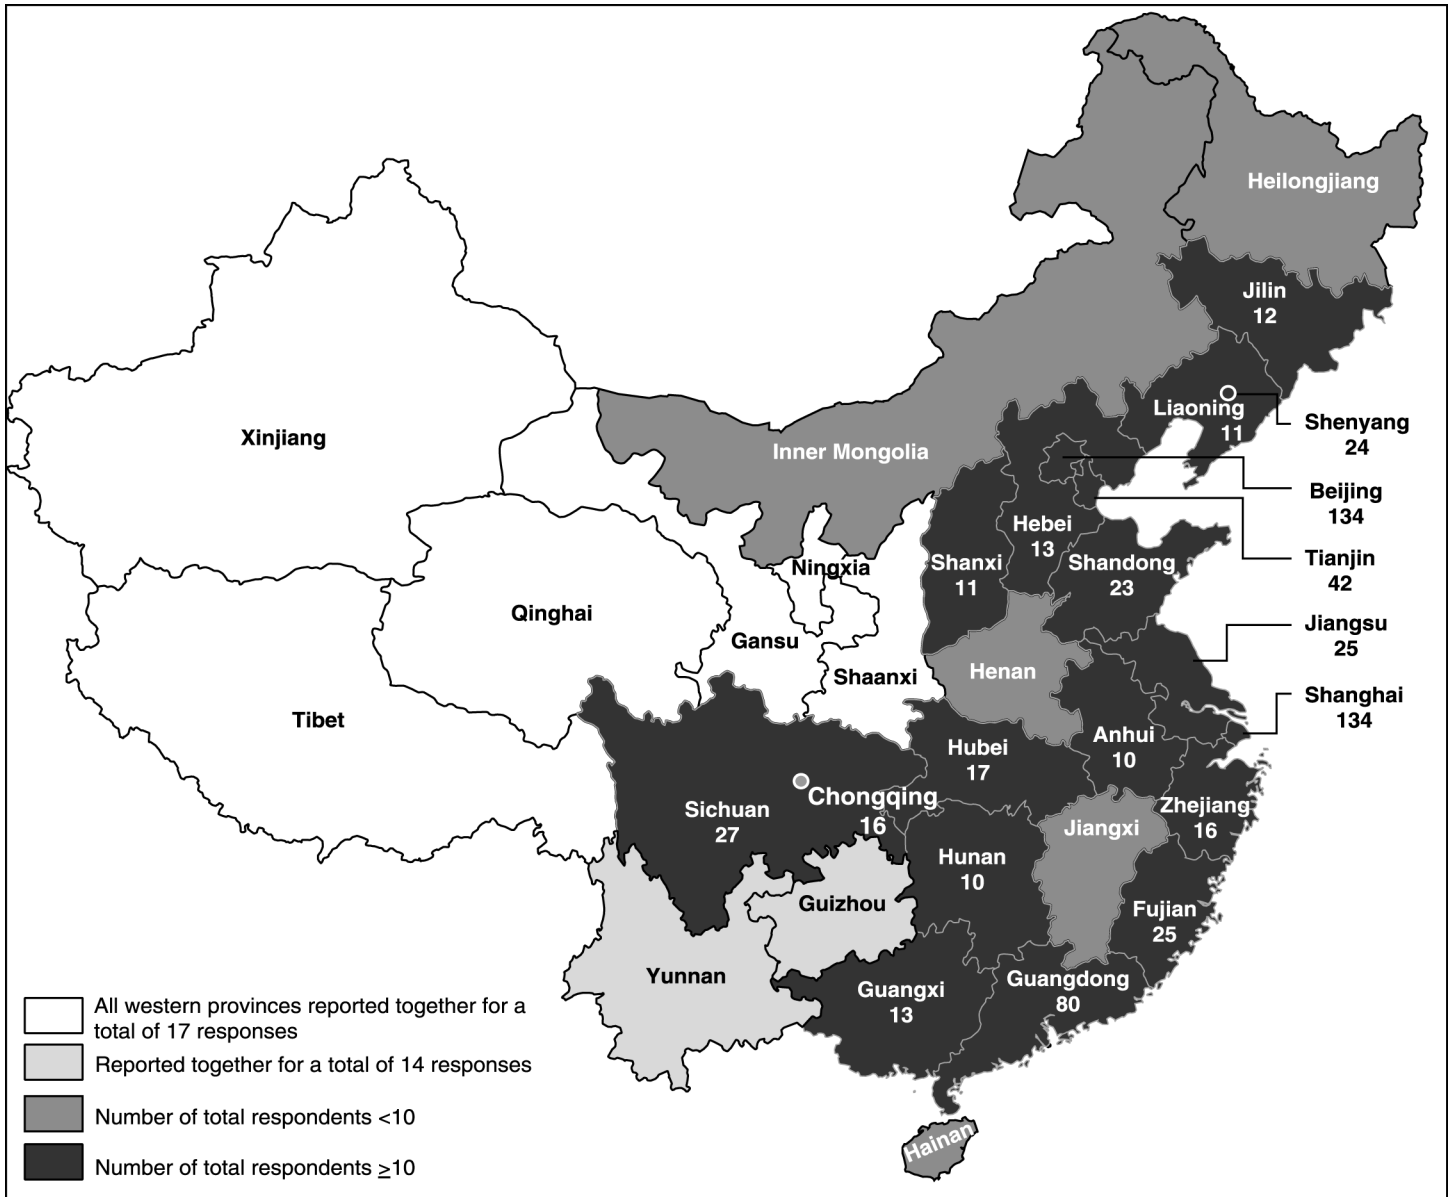 Heilongjiang
Jilin
12
Liaoning
11
Shenyang
24
Xinjiang
Inner Mongolia
Beijing
134
Hebei
13
Tianjin
42
Shanxi
11
Shandong
23
Ningxia
Qinghai
Gansu
Jiangsu
25
Shaanxi
Henan
Shanghai
134
Tibet
Hubei
17
Anhui
10
Sichuan
27
Chongqing
16
Zhejiang
16
Jiangxi
Hunan
10
Guizhou
Fujian
25
Yunnan
Guangxi
13
Guangdong
80
Hainan
All western provinces reported together for a
total of 17 responses
Reported together for a total of 14 responses
Number of total respondents <10
Number of total respondents ≥10